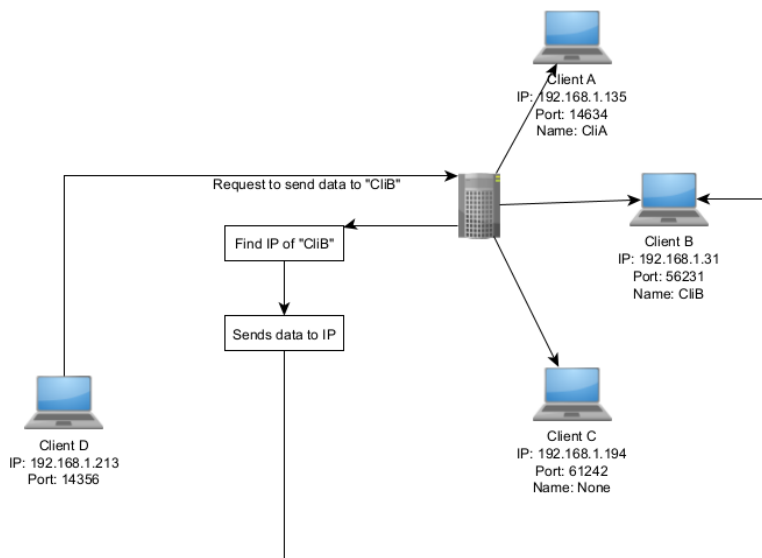 Client A
IP: 192.168.1.135
Port: 14634
Name: CliA
Request to send data to "CliB"
Find IP of "CliB"
Client B
IP: 192.168.1.31
Port: 56231
Name: CliB
Sends data to IP
Client D
IP: 192.168.1.213
Port: 14356
Client C
IP: 192.168.1.194
Port: 61242
Name: None